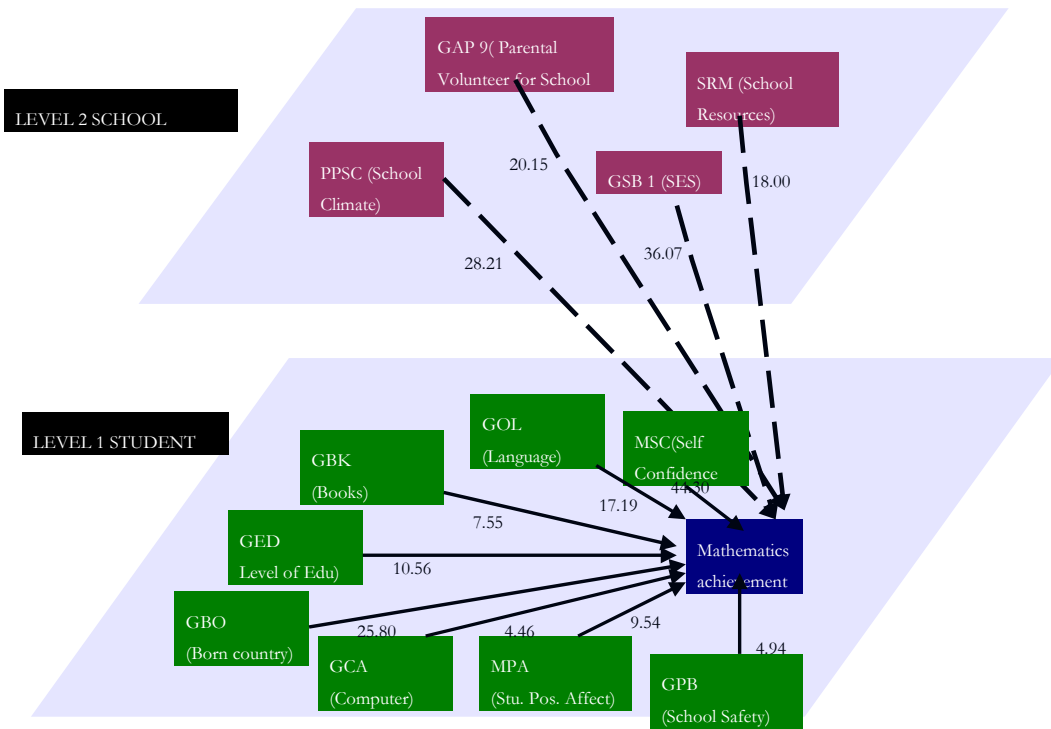 GAP 9( Parental
Volunteer for School
SRM (School
Resources)
LEVEL 2 SCHOOL
PPSC (School
Climate)
20.15
GSB 1 (SES)
18.00
28.21
36.07
LEVEL 1 STUDENT
GOL
(Language)
MSC(Self
Confidence
GBK
(Books)
44.30
17.19
7.55
GED
Level of Edu)
10.56
Mathematics
achievement
GBO
(Born country)
25.80
4.46
9.54
4.94
GCA
(Computer)
MPA
(Stu. Pos. Affect)
GPB
(School Safety)